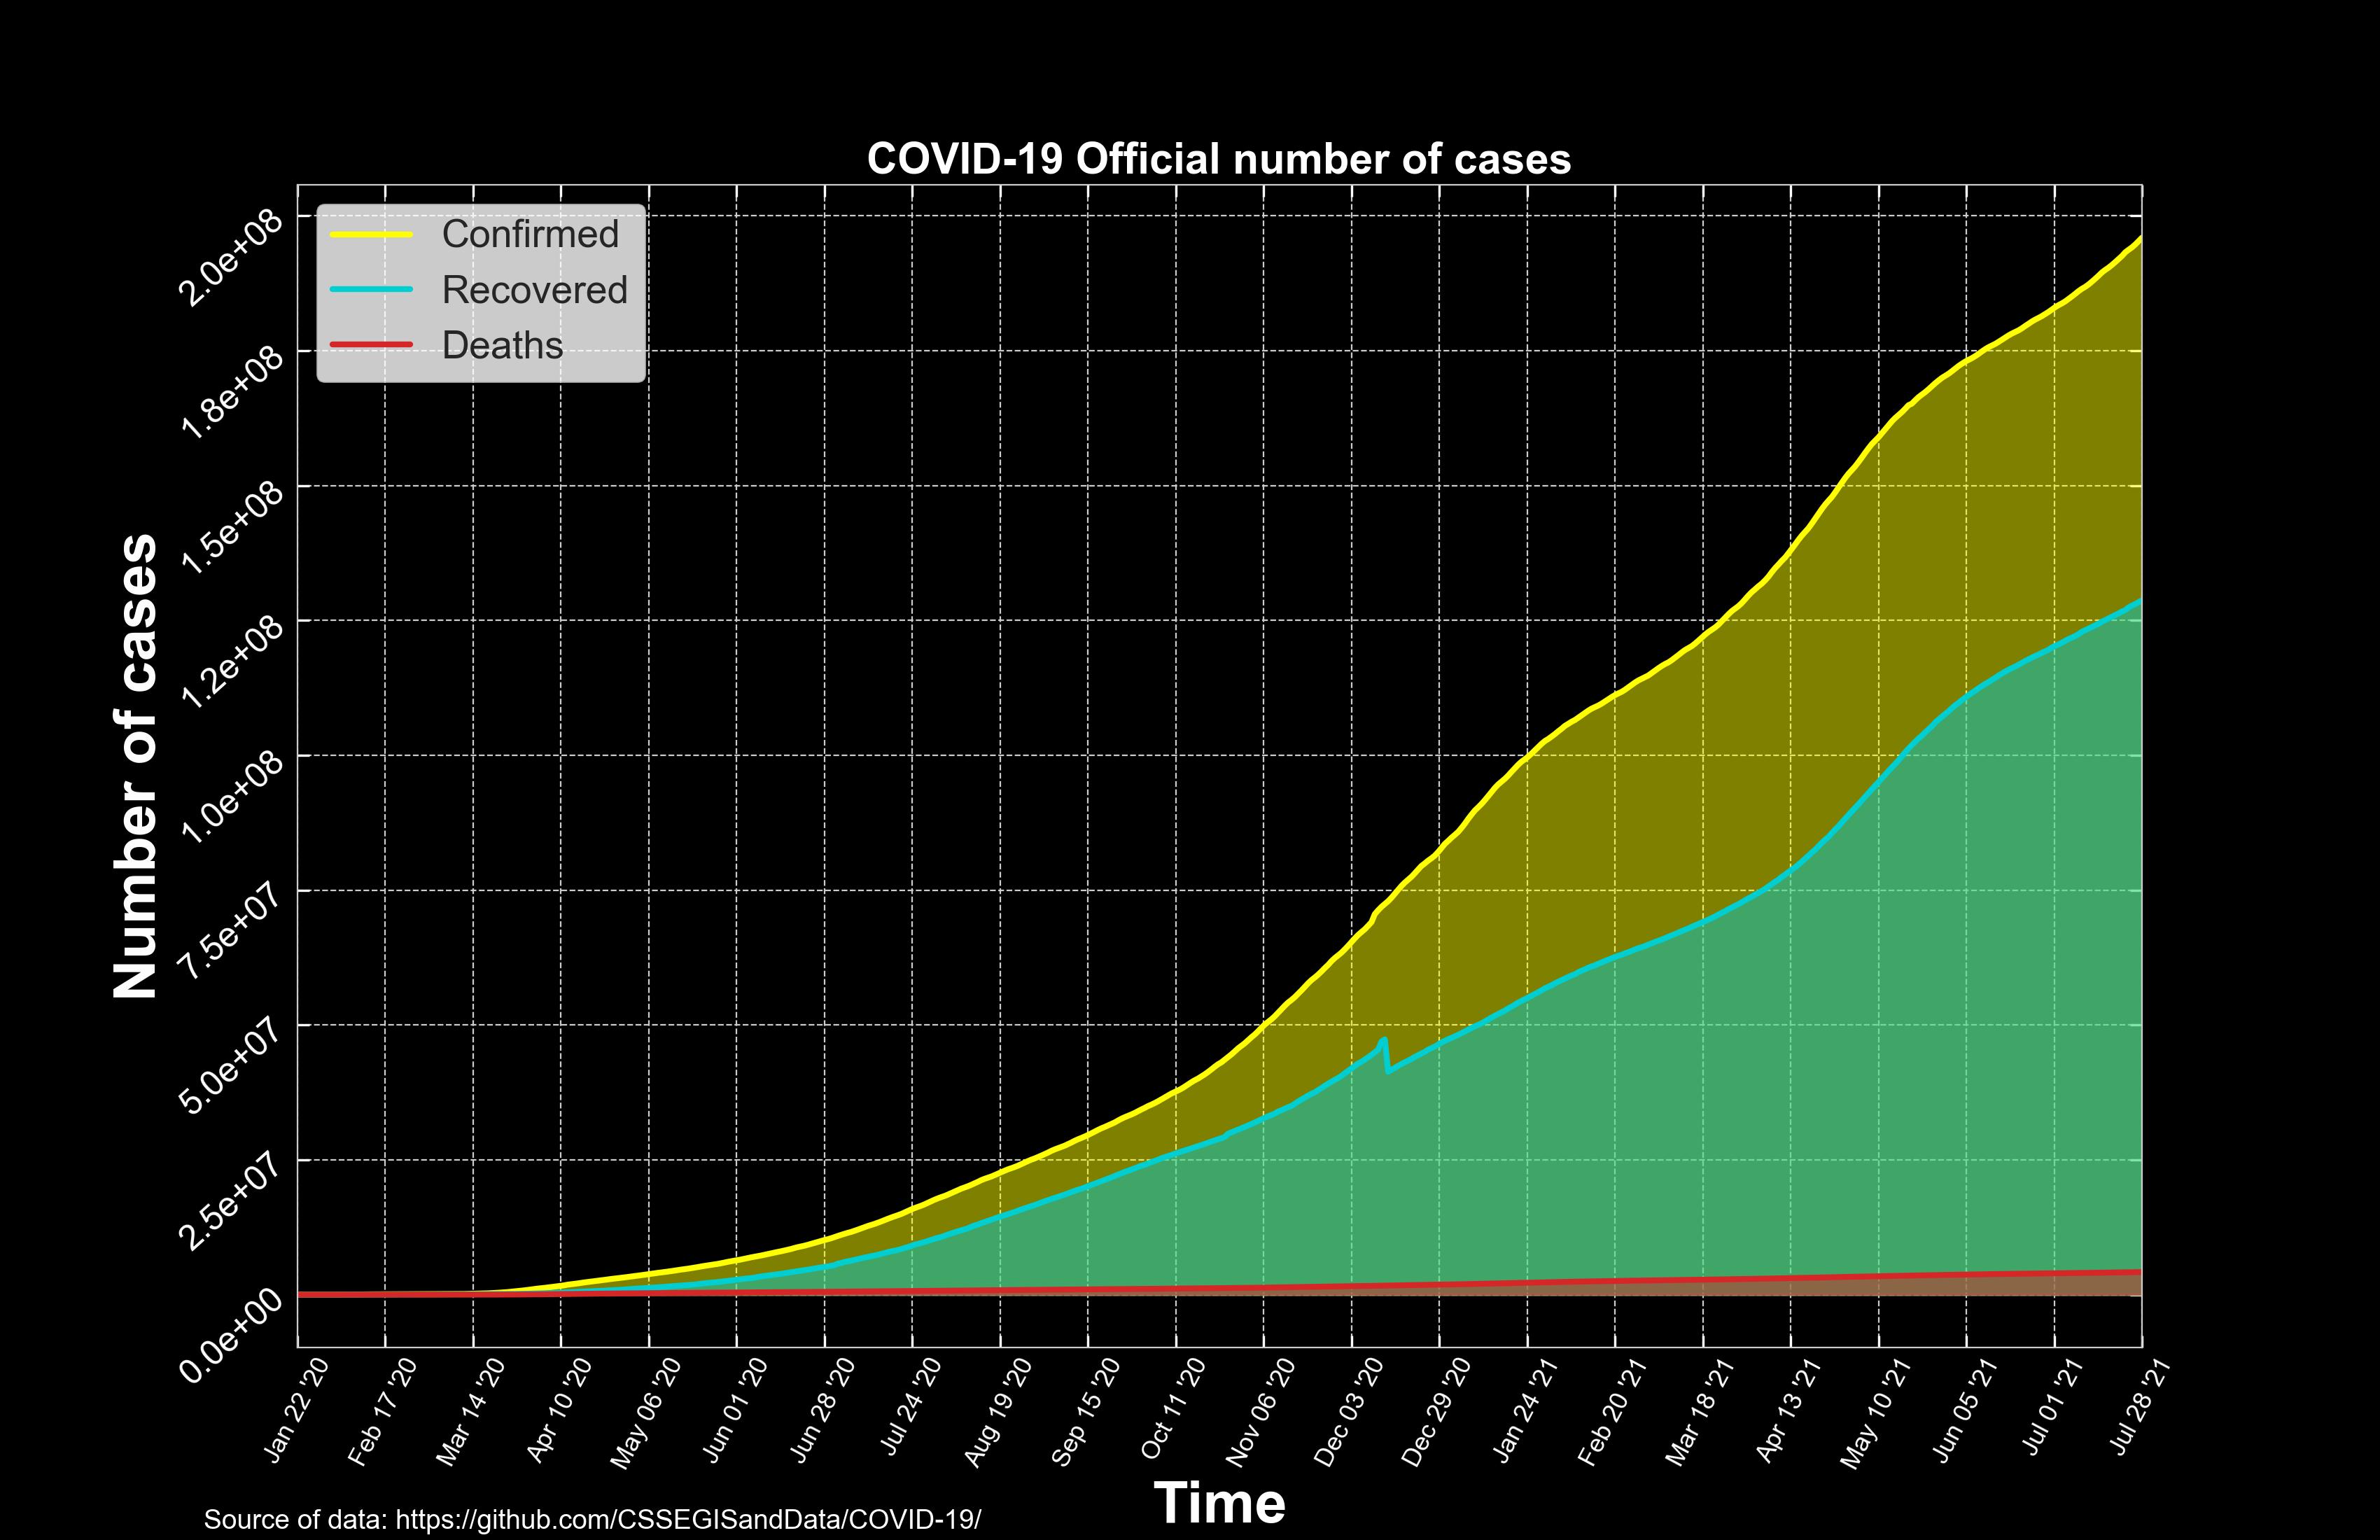 COVID-19 Official number of cases
Confirmed
Recovered
Deaths
Number of cases
2.0e+08
1.8e+08
1.5e+08
1.2e+08
1.0e+08
7.5e+07
5.0e+07
2.5e+07
0.0e+00
Jan 22 '20
Feb 17 '20
Mar 14 '20
Apr 10 '20
May 06 '20
Jun 01 '20
Jun 28 '20
Jul 24 '20
Aug 19 '20
Sep 15 '20
Oct 11 '20
Nov 06 '20
Dec 03 '20
Dec 29 '20
Jan 24 '21
Feb 20 '21
Mar 18 '21
Apr 13 '21
May 10 '21
Jun 05 '21
Jul 01 '21
Jul 28 '21
Time
Source of data: https://github.com/CSSEGISandData/COVID-19/